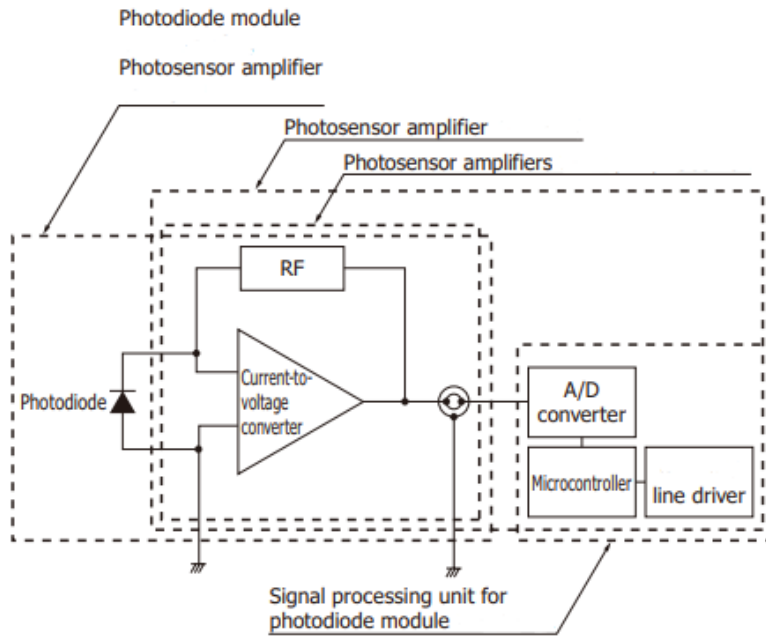 Photodiode module
Photosensor amplifier
Photosensor amplifier
Photosensor amplifiers
RF
Photodiode
Current-to-
voltage
converter
A/D
converter
Microcontroller
line driver
Signal processing unit for
photodiode module